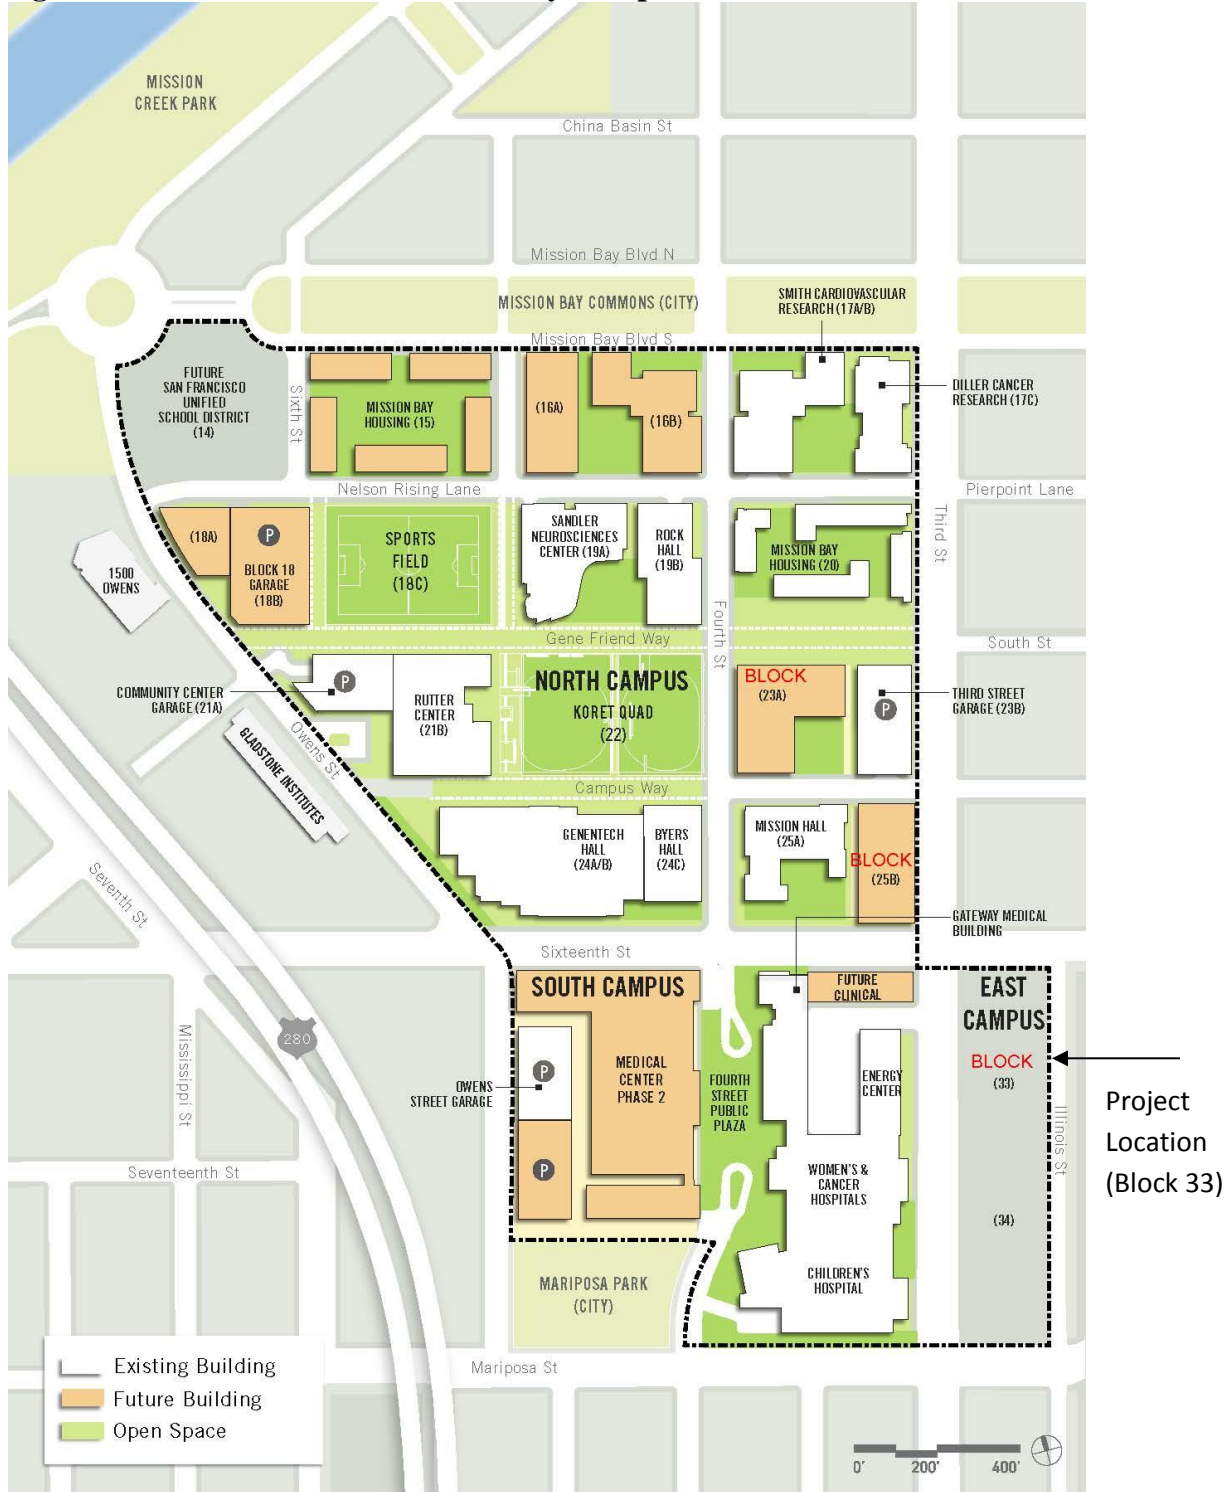 MISSION
CREEK PARK
China Basin St
Mission Bay Blvd N
MISSION BAY COMMONS (CITY)
SMITH CARDIOVASCULAR
RESEARCH (17A/B)
Mission Bay Blvd S
FUTURE
SAN FRANCISCO
UNIFIED
SCHOOL DISTRICT
(14)
Sixth St
MISSION BAY
HOUSING (15)
(16A)
(16B)
DILLER CANCER
RESEARCH (17C)
Nelson Rising Lane
Pierpoint Lane
(18A)
P
BLOCK 18
GARAGE
(18B)
SPORTS
FIELD
(18C)
SANDLER
NEUROSCIENCES
CENTER (19A)
ROCK
HALL
(19B)
MISSION BAY
HOUSING (20)
Third St
1500
OWENS
Fourth St
Gene Friend Way
South St
COMMUNITY CENTER
GARAGE (21A)
P
RUTTER
CENTER
(21B)
NORTH CAMPUS
KORET QUAD
(22)
BLOCK
(23A)
P
THIRD STREET
GARAGE (23B)
Owens St
GLADSTONE INSTITUTES
Campus Way
GENENTECH
HALL
(24A/B)
BYERS
HALL
(24C)
MISSION HALL
(25A)
BLOCK
(25B)
Seventh St
GATEWAY MEDICAL
BUILDING
Sixteenth St
SOUTH CAMPUS
FUTURE
CLINICAL
EAST
CAMPUS
BLOCK
(33)
280
Mississippi St
OWENS
STREET GARAGE
P
P
MEDICAL
CENTER
PHASE 2
FOURTH
STREET
PUBLIC
PLAZA
ENERGY
CENTER
Illinois St
Project
Location
(Block 33)
Seventeenth St
WOMEN'S &
CANCER
HOSPITALS
(34)
MARIPOSA PARK
(CITY)
CHILDREN'S
HOSPITAL
Mariposa St
Existing Building
Future Building
Open Space
0' 200' 400'